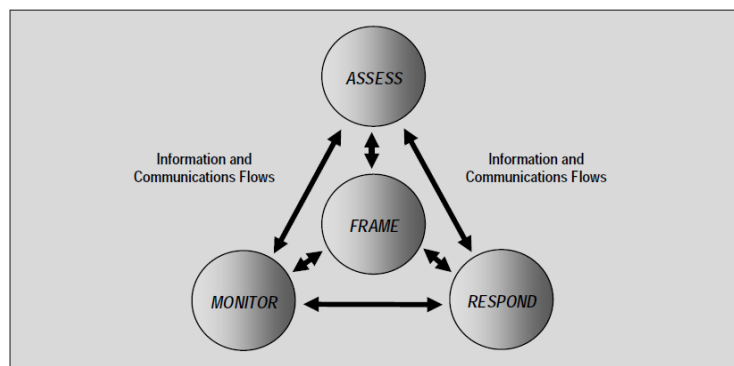 ASSESS
Information and
Communications Flows
Information and
Communications Flows
FRAME
MONITOR
RESPOND